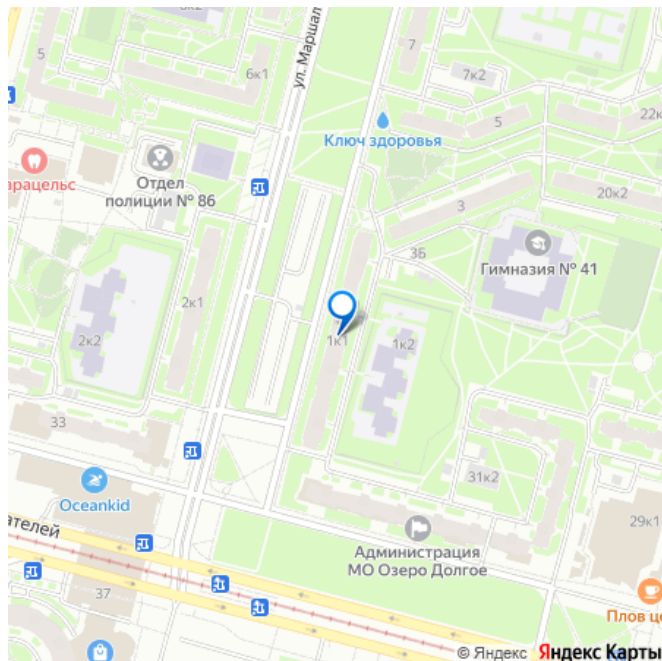 8к2
5
6к1
ул. Маршал
7
7к2
22к
5
Ключ здоровья
арацельс
Отдел
полиции № 86
20к2
3
3Б
Гимназия № 41
2к1
2к2
1к1
1к2
33
31к2
Oceankid
29к1
ателей
Администрация
МО Озеро Долгое
37
Плов це
© Яндекс Яндекс Карты